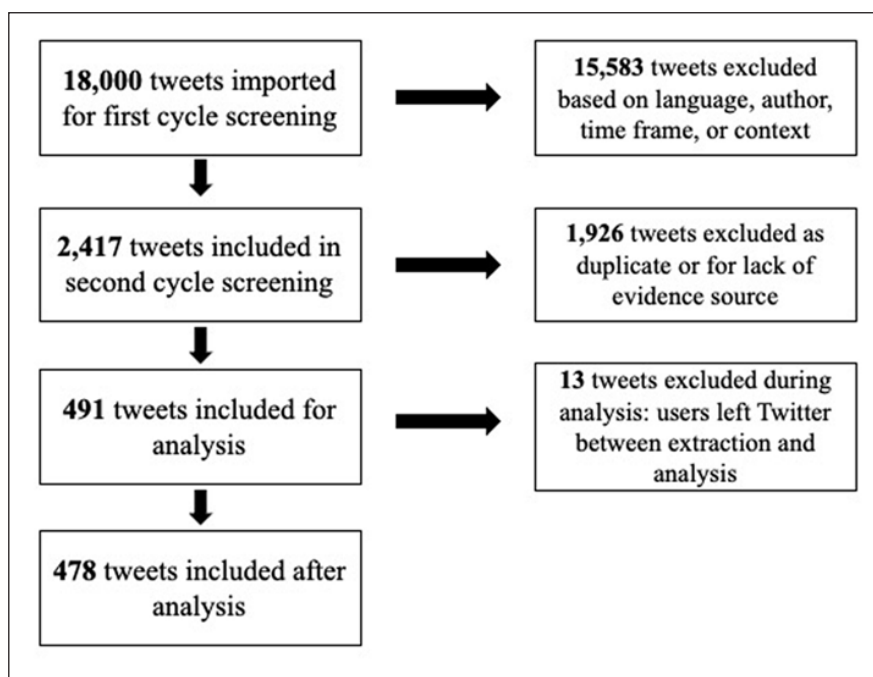 18,000 tweets imported
for first cycle screening
15,583 tweets excluded
based on language, author,
time frame, or context
2,417 tweets included in
second cycle screening
1,926 tweets excluded as
duplicate or for lack of
evidence source
491 tweets included for
analysis
13 tweets excluded during
analysis: users left Twitter
between extraction and
analysis
478 tweets included after
analysis